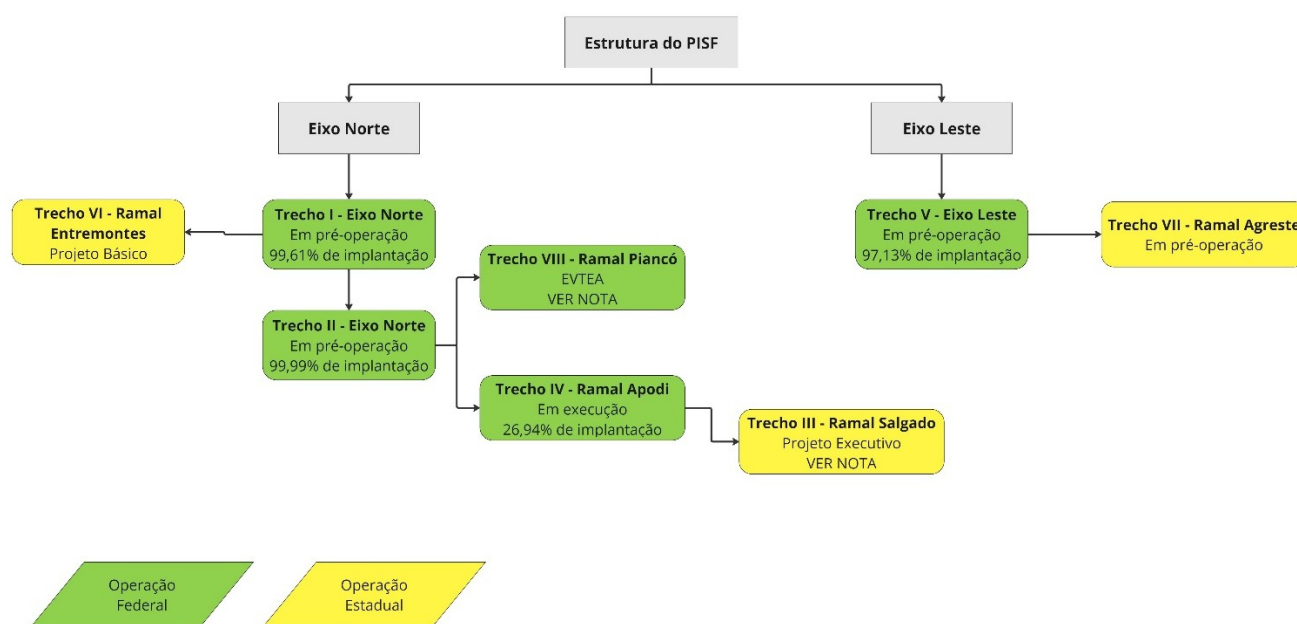 Estrutura do PISF
Eixo Norte
Eixo Leste
Trecho VI - Ramal
Entremontes
Projeto Básico
Trecho I - Eixo Norte
Em pré-operação
99,61% de implantação
Trecho V - Eixo Leste
Em pré-operação
97,13% de implantação
Trecho VII - Ramal Agreste
Em pré-operação
Trecho VIII - Ramal Piancó
EVTEA
VER NOTA
Trecho II - Eixo Norte
Em pré-operação
99,99% de implantação
Trecho IV - Ramal Apodi
Em execução
26,94% de implantação
Trecho III - Ramal Salgado
Projeto Executivo
VER NOTA
Operação
Federal
Operação
Estadual